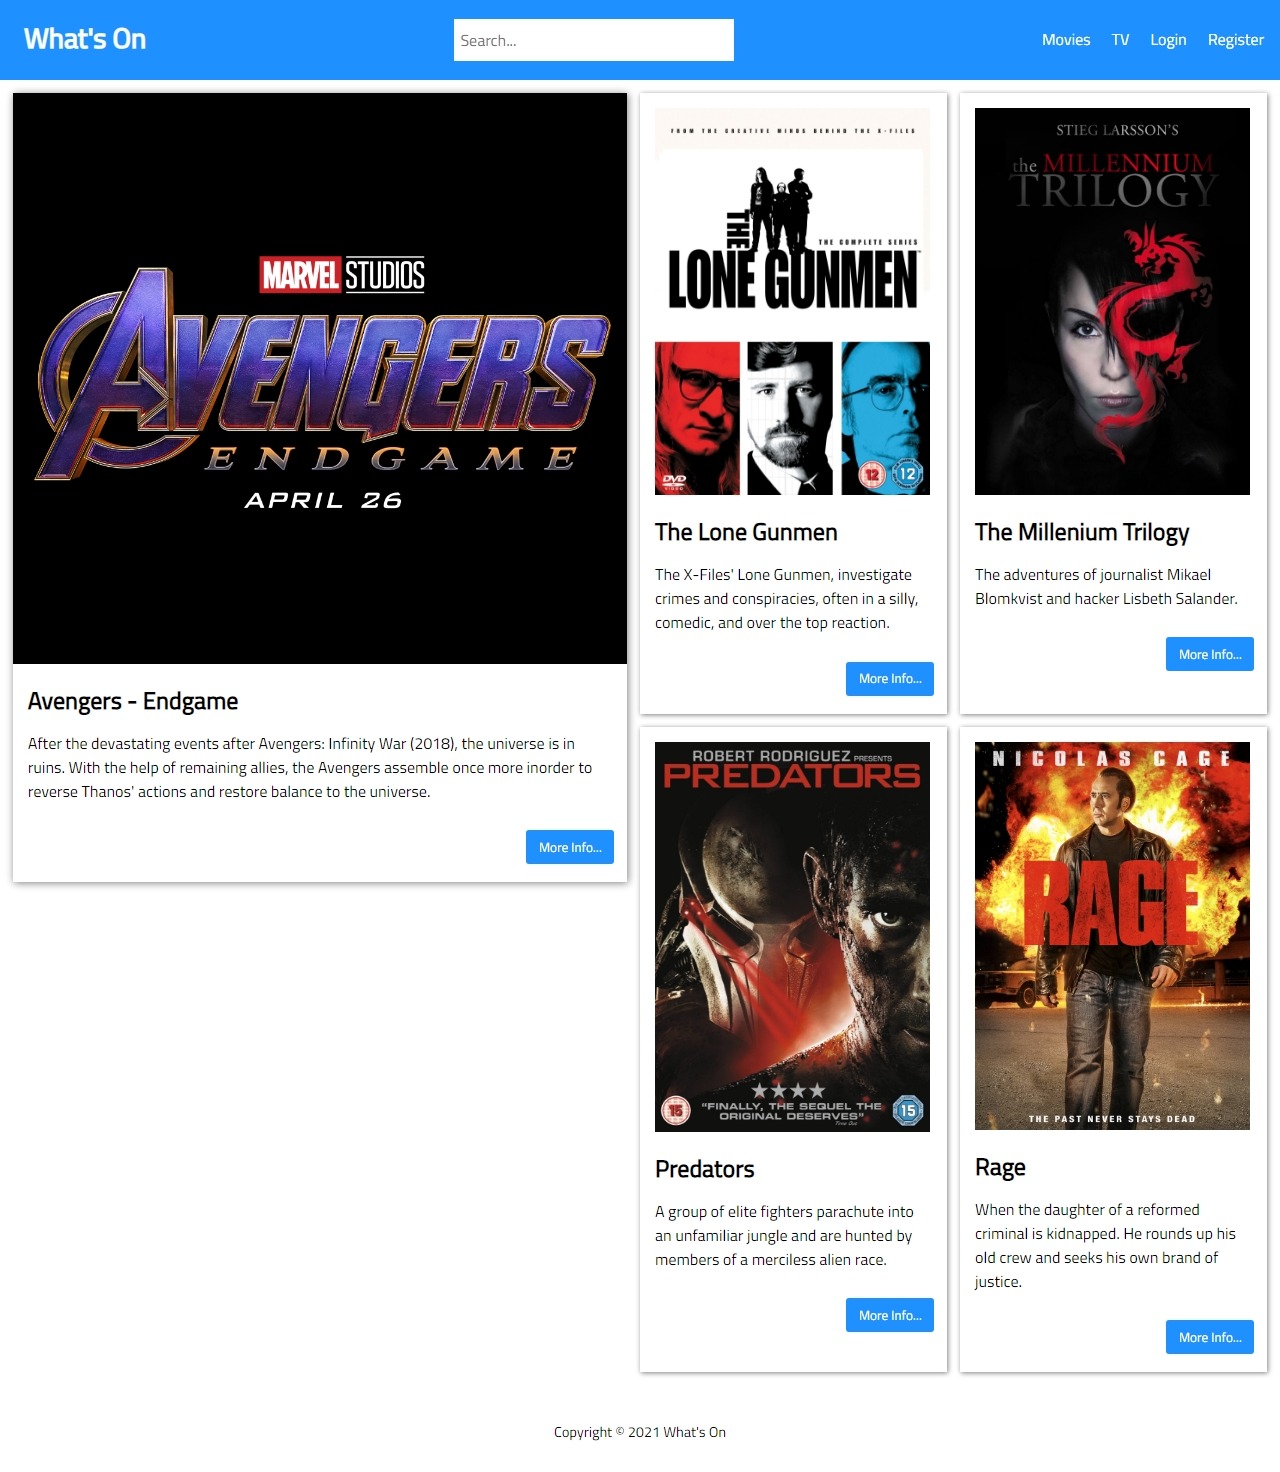 What's On
Search...
Movies TV Login Register
MARVEL STUDIOS
AVENGERS
ENDGAME
APRIL 26
Avengers - Endgame
After the devastating events after Avengers: Infinity War (2018), the universe is in
ruins. With the help of remaining allies, the Avengers assemble once more inorder to
reverse Thanos' actions and restore balance to the universe.
More Info...
FROM THE CREATIVE MINDS BEHIND THE X-FILES
THE
THE COMPLETE SERIES
LONE GUNMEN
DVD
VIDEO
12
12
The Lone Gunmen
The X-Files' Lone Gunmen, investigate
crimes and conspiracies, often in a silly,
comedic, and over the top reaction.
More Info...
STIEG LARSSON'S
the MILLENNIUM
TRILOGY
The Millenium Trilogy
The adventures of journalist Mikael
Blomkvist and hacker Lisbeth Salander.
More Info...
ROBERT RODRIGUEZ PRESENTS
PREDATORS
"FINALLY, THE SEQUEL THE
ORIGINAL DESERVES"
Time Out
15
15
Predators
A group of elite fighters parachute into
an unfamiliar jungle and are hunted by
members of a merciless alien race.
More Info...
NICOLAS CAGE
RAGE
THE PAST NEVER STAYS DEAD
Rage
When the daughter of a reformed
criminal is kidnapped. He rounds up his
old crew and seeks his own brand of
justice.
More Info...
Copyright © 2021 What's On